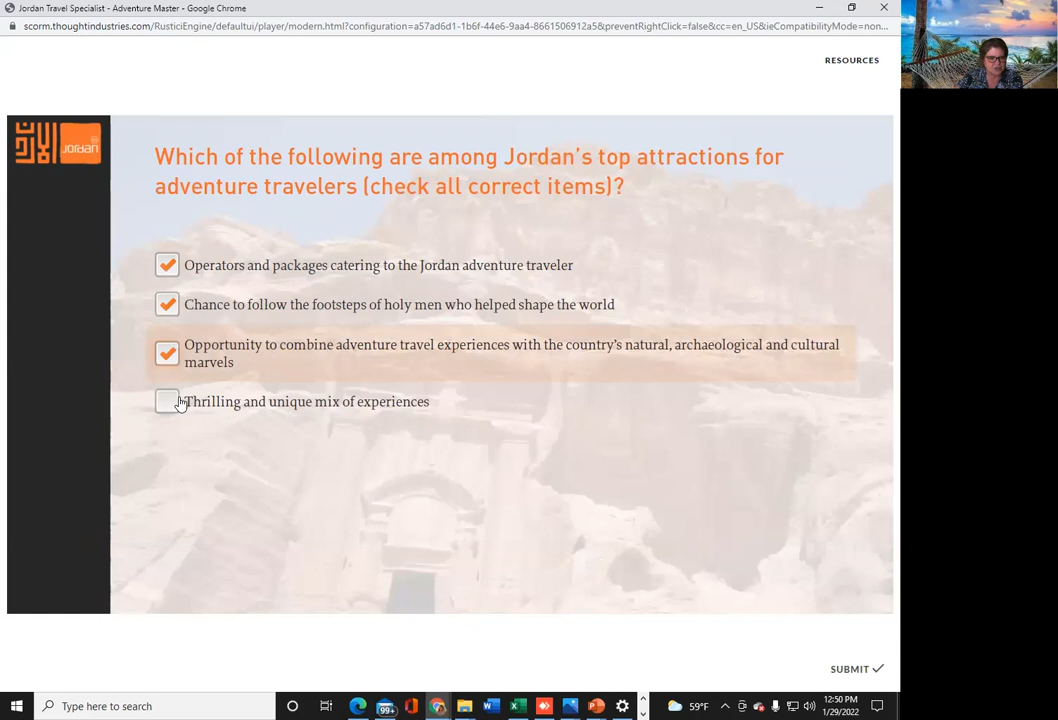 Jordan Travel Specialist - Adventure Master - Google Chrome
scorm.thoughtindustries.com/RusticiEngine/defaultui/player/modern.html?configuration=a57ad6d1-1b6f-44e6-9aa4-8661506912a5&preventRightClick=false&cc=en_US&ieCompatibilityMode=non...
RESOURCES
الأردن
Jordan
Which of the following are among Jordan's top attractions for
adventure travelers (check all correct items)?
Operators and packages catering to the Jordan adventure traveler
Chance to follow the footsteps of holy men who helped shape the world
Opportunity to combine adventure travel experiences with the country's natural, archaeological and cultural
marvels
Thrilling and unique mix of experiences
SUBMIT
Type here to search
99+
59°F
12:50 PM
1/29/2022